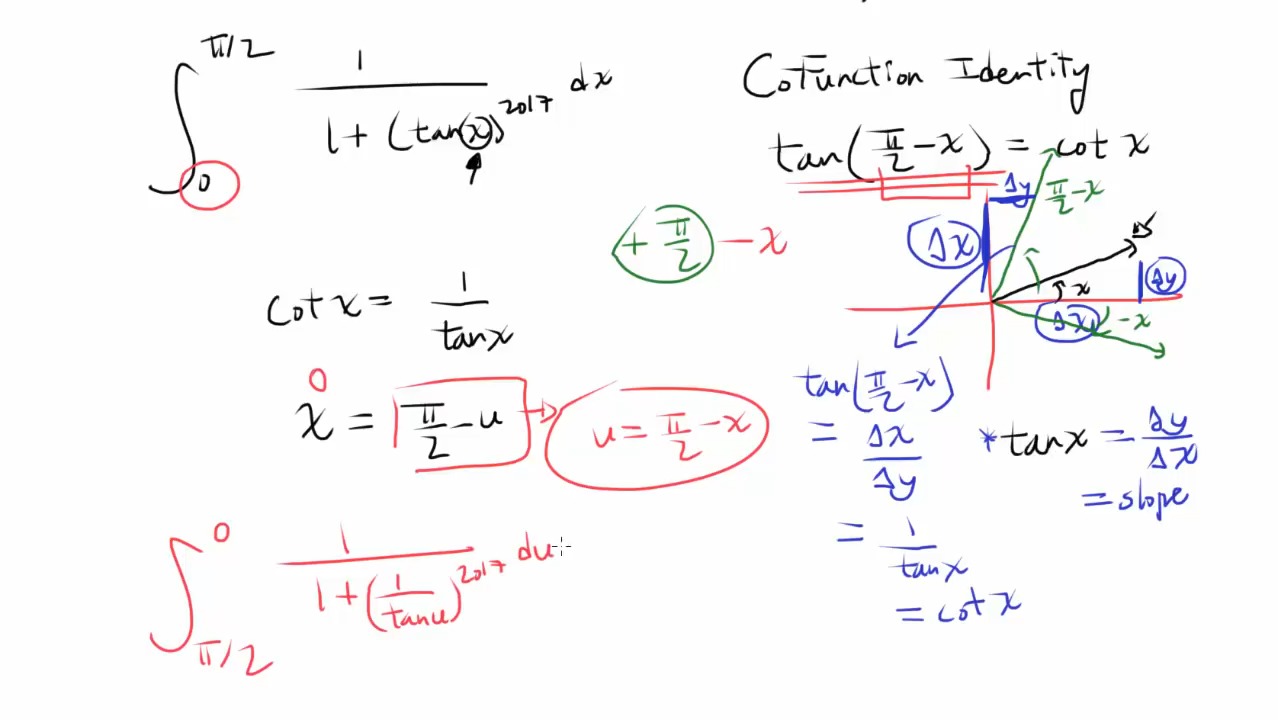 ∫₀^π/2 1/(1 + (tan(x))^2017) dx
Cofunction Identity
tan(π/2 − x) = cot x
+ π/2 − x
Δy
π/2 − x
Δx
Δy
x
Δx
−x
cot x = 1/tan x
0
x = π/2 − u → u = π/2 − x
tan(π/2 − x)
= Δx/Δy
* tan x = Δy/Δx
= slope
= 1/tan x
= cot x
∫_π/2^0 1/(1 + (1/tan u)^2017) du